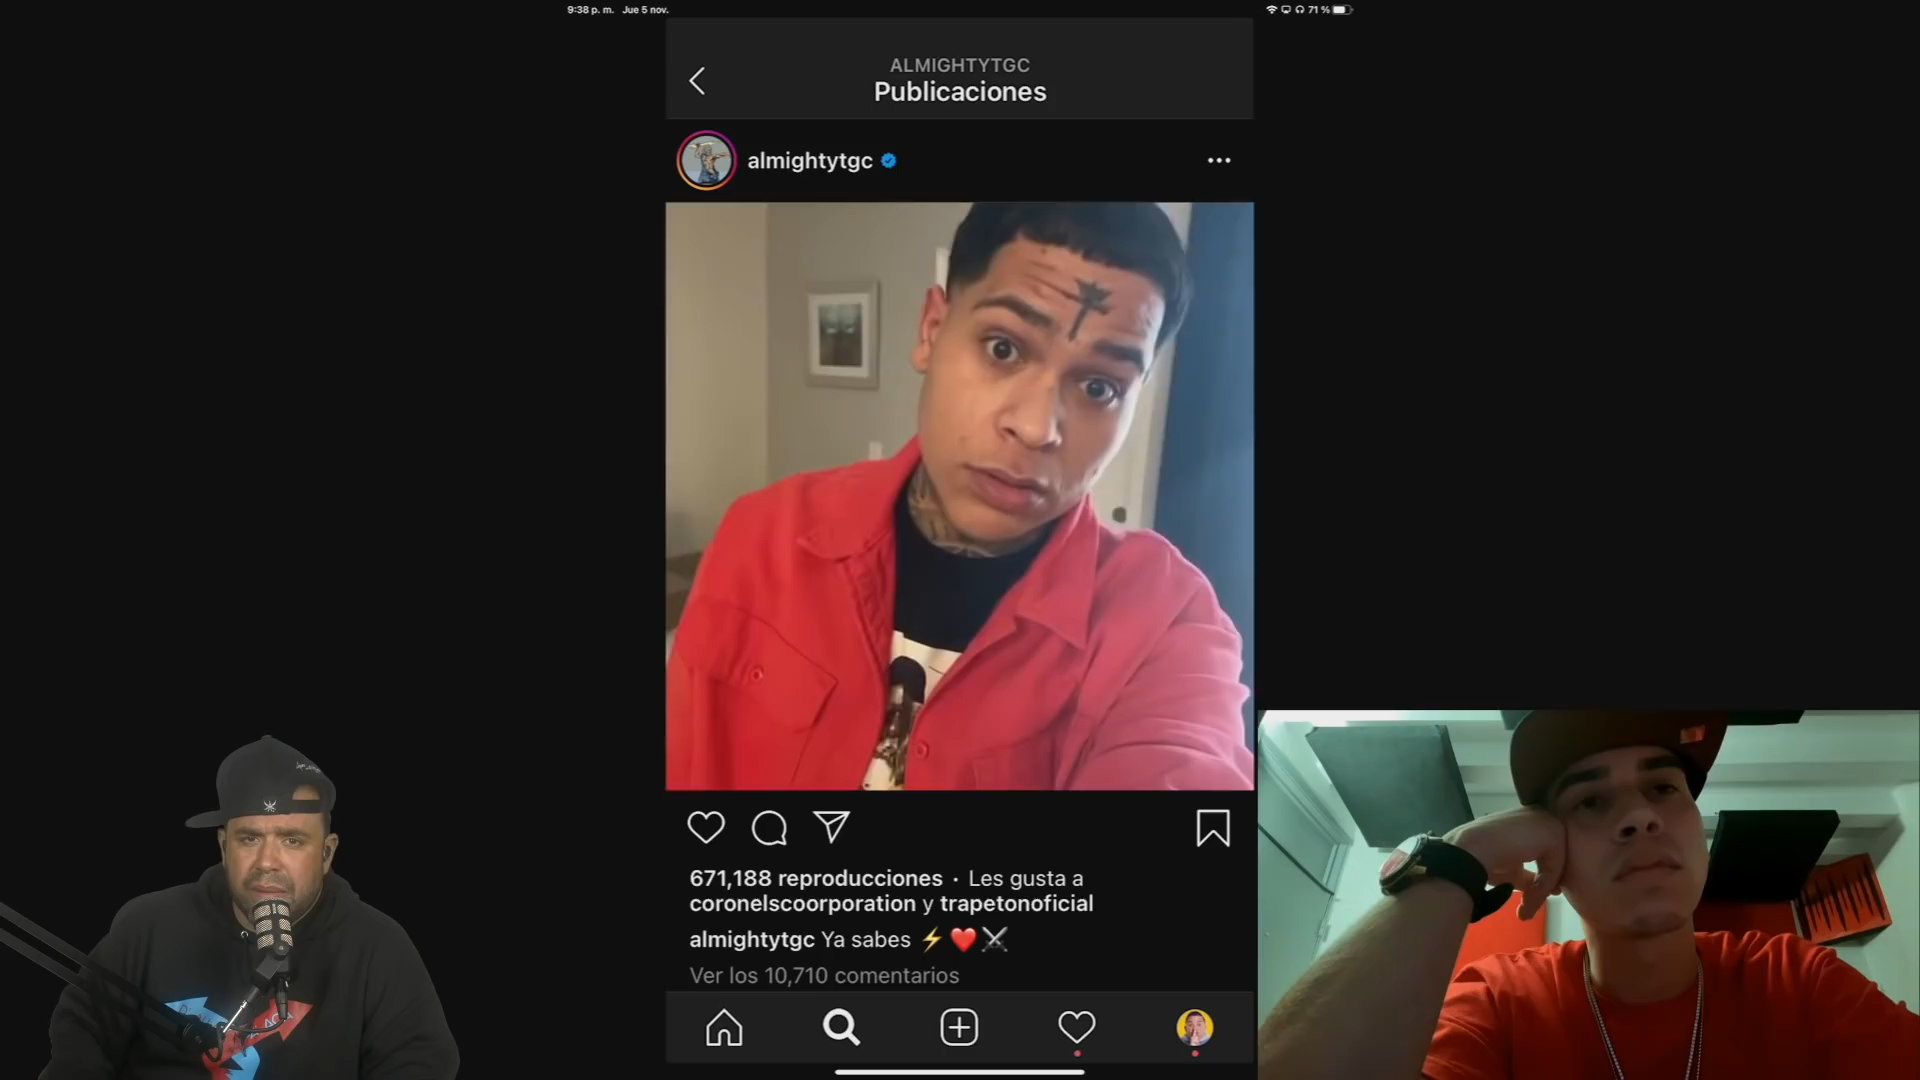 9:38 p. m. Jue 5 nov.
71 %
ALMIGHTYTGC
Publicaciones
almightytgc
671,188 reproducciones · Les gusta a
coronelscoorporation y trapetonoficial
almightytgc Ya sabes ⚡❤️⚔
Ver los 10,710 comentarios